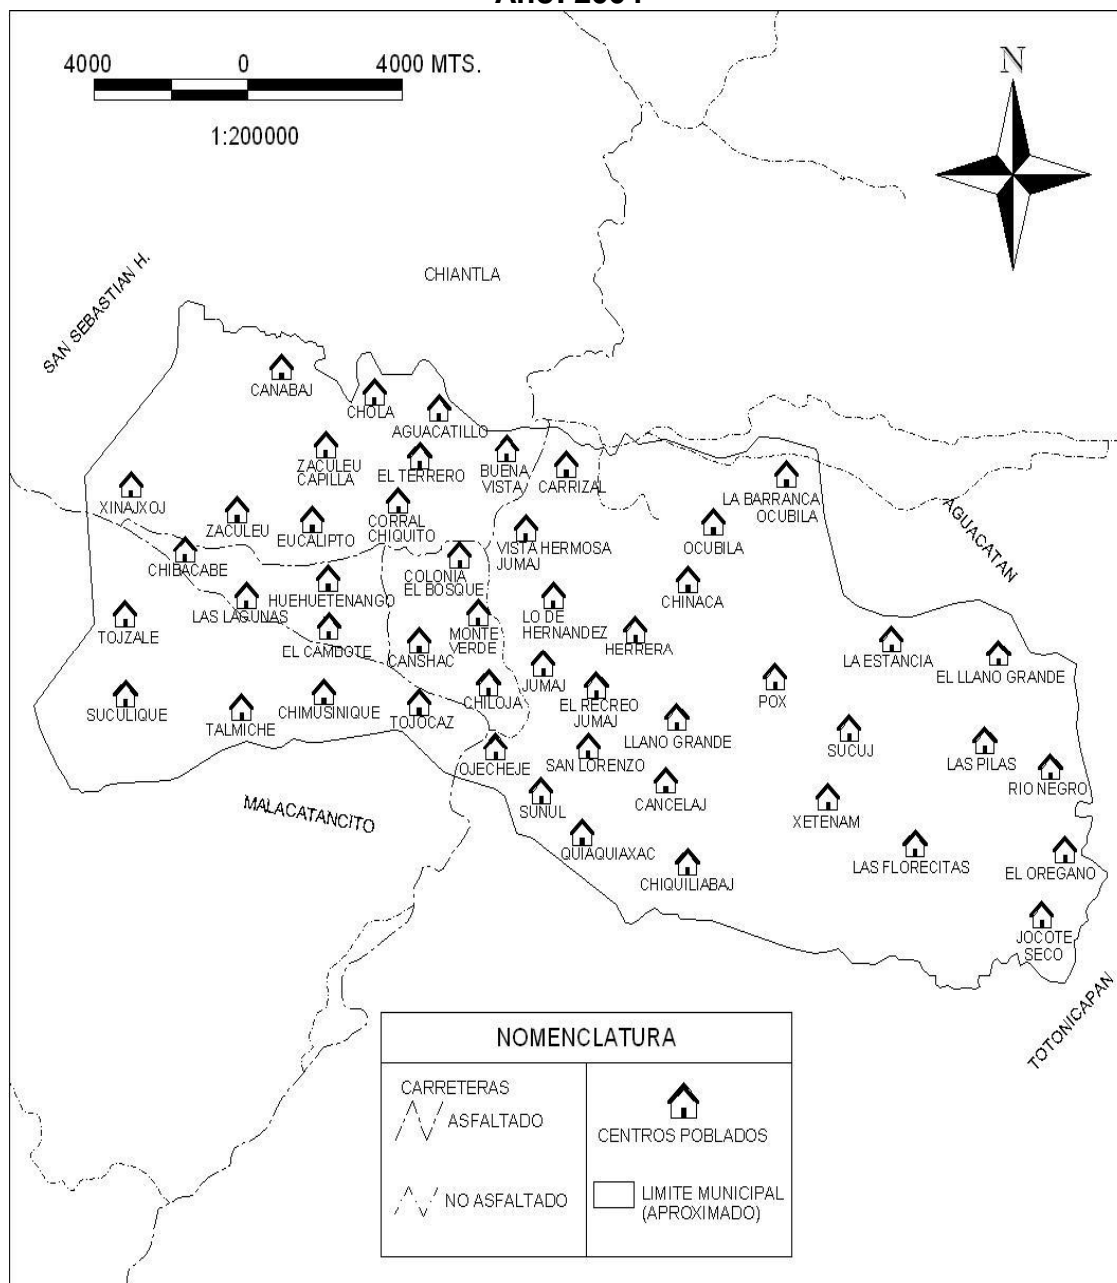 4000 0 4000 MTS.
1:200000
N
CHIANTLA
SAN SEBASTIAN H.
CANABAJ
CHOLA
AGUACATILLO
ZACULEU
CAPILLA
EL TERRERO
BUENA
VISTA
CARRIZAL
LA BARRANCA
OCUBILA
XINAJXOJ
ZACULEU
EUCALIPTO
CORRAL
CHIQUITO
VISTA HERMOSA
JUMAJ
OCUBILA
AGUACATAN
CHIBACABE
COLONIA
EL BOSQUE
HUEHUETENANGO
LAS LAGUNAS
CHINACA
TOJZALE
EL CAMBOTE
CANSHAC
MONTE
VERDE
LO DE
HERNANDEZ
HERRERA
LA ESTANCIA
EL LLANO GRANDE
SUCULIQUE
TALMICHE
CHIMUSINIQUE
TOJOCAZ
CHILOJA
JUMAJ
EL RECREO
JUMAJ
POX
LLANO GRANDE
SUCUJ
LAS PILAS
OJECHEJE
SAN LORENZO
RIO NEGRO
MALACATANCITO
SUNUL
CANCELAJ
XETENAM
QUIAQUIAXAC
CHIQUILIABAJ
LAS FLORECITAS
EL OREGANO
JOCOTE
SECO
TOTONICAPAN
NOMENCLATURA
CARRETERAS
ASFALTADO
NO ASFALTADO
CENTROS POBLADOS
LIMITE MUNICIPAL
(APROXIMADO)